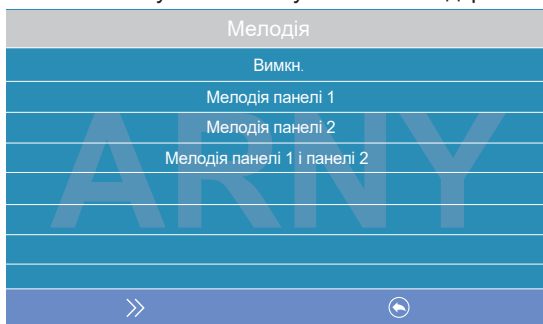 Мелодія
Вимкн.
Мелодія панелі 1
Мелодія панелі 2
Мелодія панелі 1 і панелі 2
ARNY